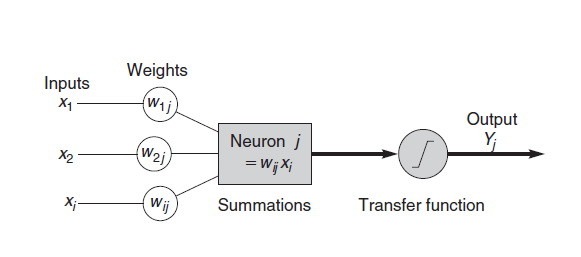 Inputs
Weights
x₁
w₁ⱼ
x₂
w₂ⱼ
xᵢ
wᵢⱼ
Neuron j
= wᵢⱼ xᵢ
Summations
Transfer function
Output
Yⱼ